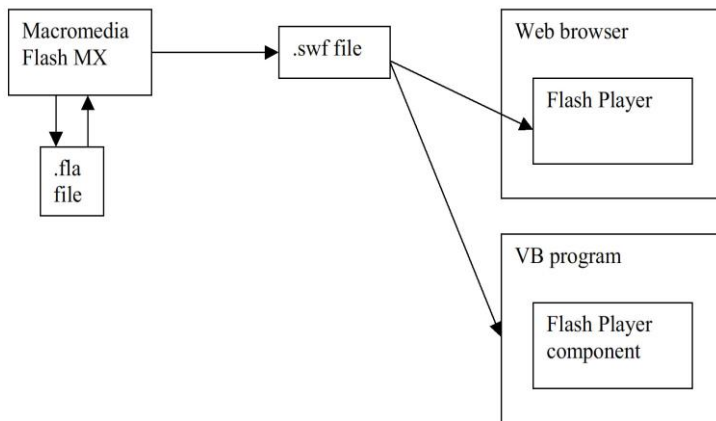 Macromedia
Flash MX
.swf file
.fla
file
Web browser
Flash Player
VB program
Flash Player
component